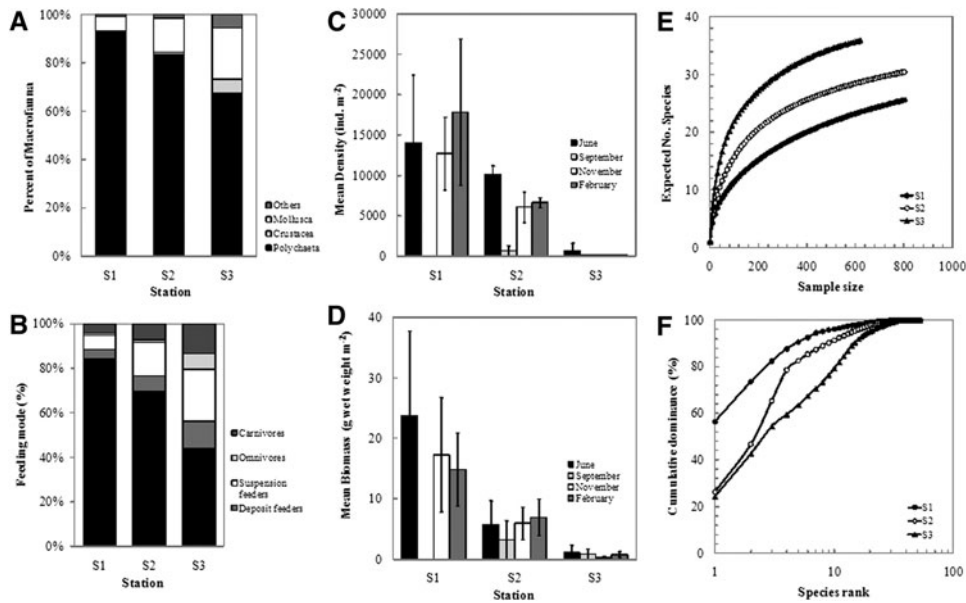 A
Percent of Macrofauna
100%
80%
60%
40%
20%
0%
S1 S2 S3
Station
Others
Mollusca
Crustacea
Polychaeta
B
Feeding mode (%)
100%
80%
60%
40%
20%
0%
S1 S2 S3
Station
Carnivores
Omnivores
Suspension
feeders
Deposit feeders
C
Mean Density (ind. m-2)
30000
25000
20000
15000
10000
5000
0
S1 S2 S3
Station
June
September
November
February
D
Mean Biomass (g wet weight m-2)
40
30
20
10
0
S1 S2 S3
Station
June
September
November
February
E
Expected No. Species
40
30
20
10
0
0 200 400 600 800 1000
Sample size
S1
S2
S3
F
Cumulative dominance (%)
100
80
60
40
20
0
1 10 100
Species rank
S1
S2
S3